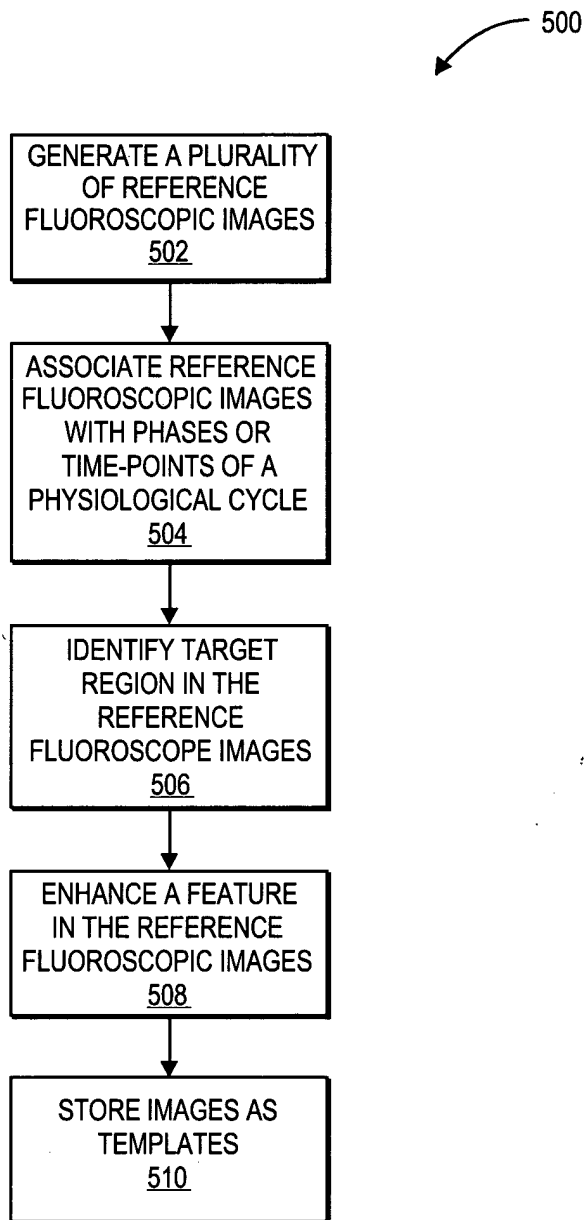 500
GENERATE A PLURALITY
OF REFERENCE
FLUOROSCOPIC IMAGES
502
ASSOCIATE REFERENCE
FLUOROSCOPIC IMAGES
WITH PHASES OR
TIME-POINTS OF A
PHYSIOLOGICAL CYCLE
504
IDENTIFY TARGET
REGION IN THE
REFERENCE
FLUOROSCOPE IMAGES
506
ENHANCE A FEATURE
IN THE REFERENCE
FLUOROSCOPIC IMAGES
508
STORE IMAGES AS
TEMPLATES
510